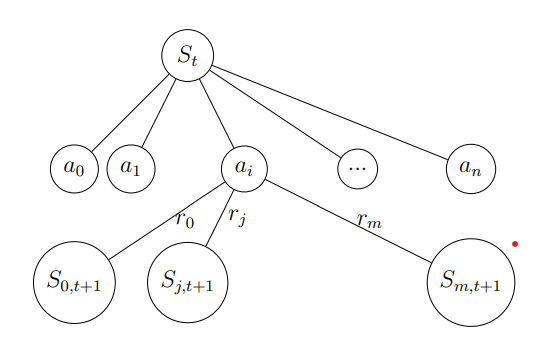 S_t
a_0 a_1 a_i ... a_n
r_0 r_j r_m
S_{0,t+1} S_{j,t+1} S_{m,t+1}